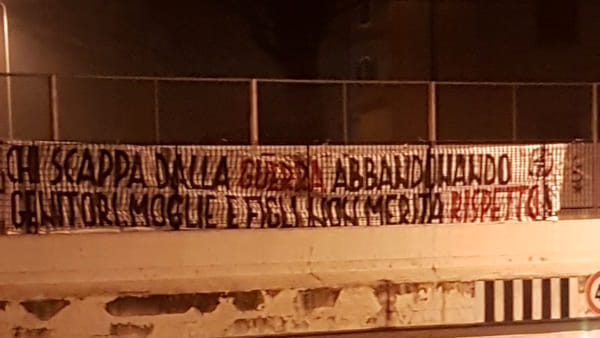 CHI SCAPPA DALLA GUERRA ABBANDONANDO
GENITORI, MOGLIE E FIGLI NON MERITA RISPETTO